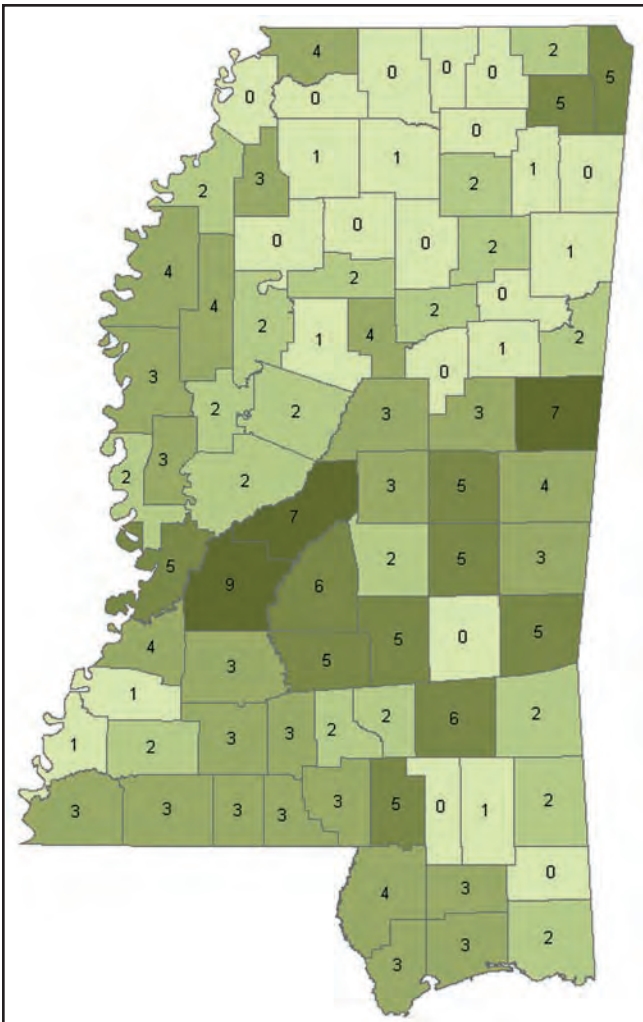 4 0 0 0 2 5
0 0 5
0
2 3 1 1 2 1 0
0 0 0 2 1
4 4 2 2 2 0
3 2 1 4 0 1 2
2 2 3 3 7
2 3 2
7 3 5 4
5 9 6 2 5 3
4 3 5 5 0 5
1
1 2 3 3 2 2 6 2
3 3 3 3 3 5 0 1 2
4 3 0
3 3 2